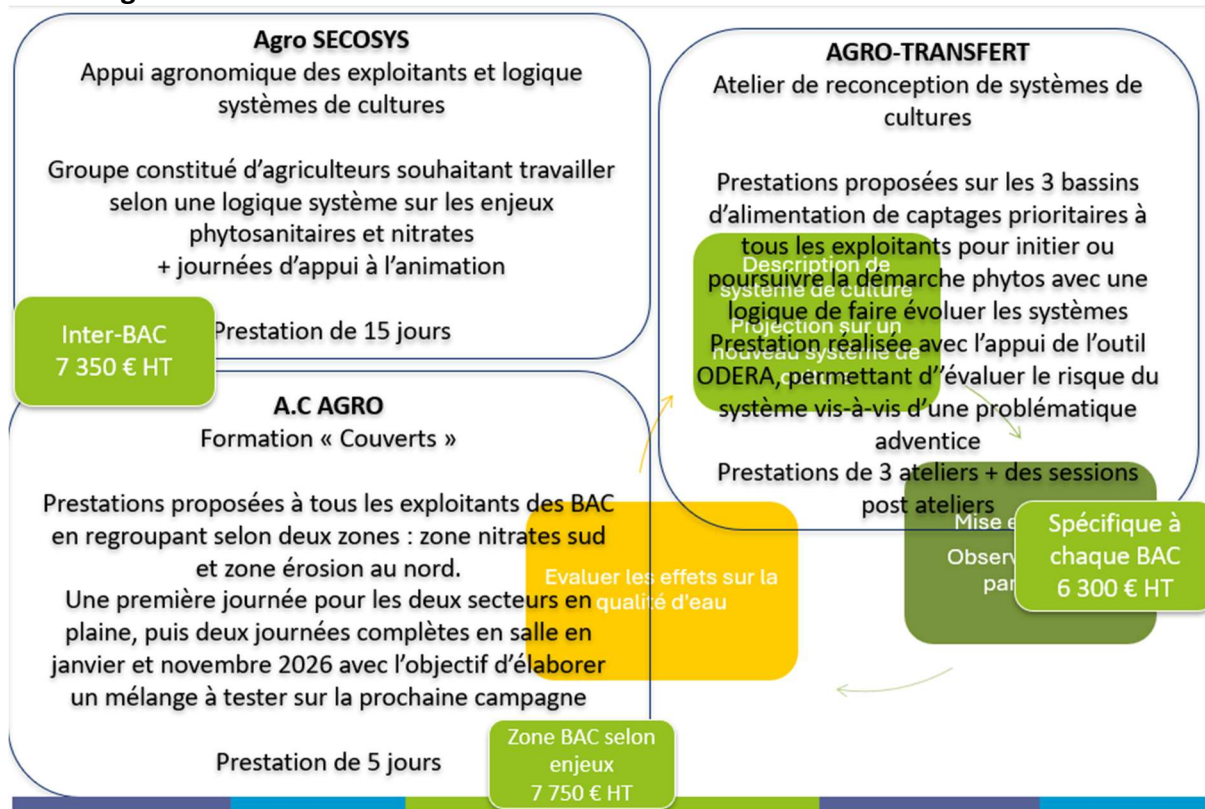 Agro SECOSYS
Appui agronomique des exploitants et logique
systèmes de cultures
Groupe constitué d'agriculteurs souhaitant travailler
selon une logique système sur les enjeux
phytosanitaires et nitrates
+ journées d'appui à l'animation
Prestation de 15 jours
Inter-BAC
7 350 € HT
A.C AGRO
Formation « Couverts »
Prestations proposées à tous les exploitants des BAC
en regroupant selon deux zones : zone nitrates sud
et zone érosion au nord.
Une première journée pour les deux secteurs en
plaine, puis deux journées complètes en salle en
janvier et novembre 2026 avec l'objectif d'élaborer
un mélange à tester sur la prochaine campagne
Prestation de 5 jours
Zone BAC selon
enjeux
7 750 € HT
AGRO-TRANSFERT
Atelier de reconception de systèmes de
cultures
Prestations proposées sur les 3 bassins
d'alimentation de captages prioritaires à
tous les exploitants pour initier ou
poursuivre la démarche phytos avec une
logique de faire évoluer les systèmes
Prestation réalisée avec l'appui de l'outil
ODERA, permettant d''évaluer le risque du
système vis-à-vis d'une problématique
adventice
Prestations de 3 ateliers + des sessions
post ateliers
Spécifique à
chaque BAC
6 300 € HT
Description de
système de culture
Projection sur un
nouveau système de
culture
Evaluer les effets sur la
qualité d'eau
Mise